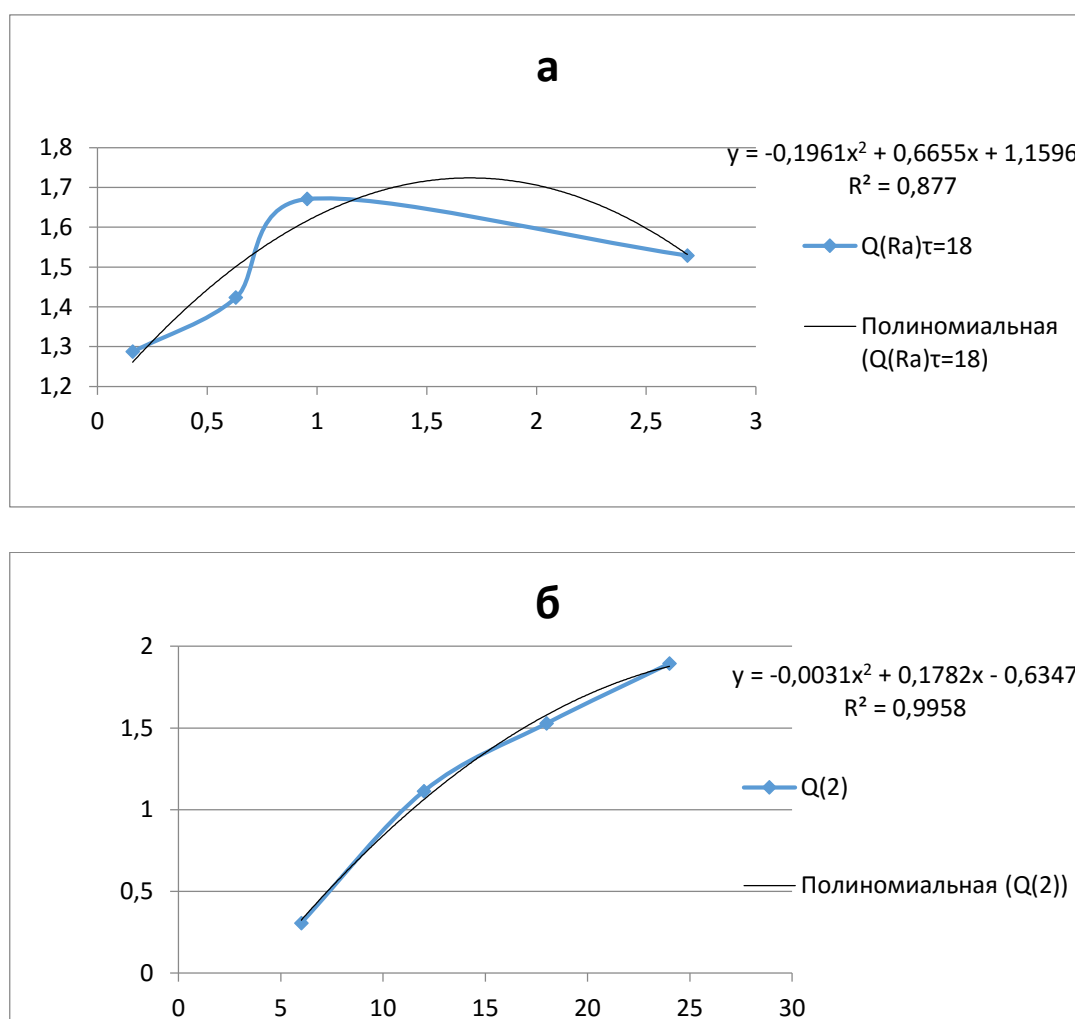 а
y = -0,1961x² + 0,6655x + 1,1596
R² = 0,877
1,8
1,7
1,6
1,5
1,4
1,3
1,2
0 0,5 1 1,5 2 2,5 3
Q(Ra)τ=18
Полиномиальная
(Q(Ra)τ=18)
б
y = -0,0031x² + 0,1782x - 0,6347
R² = 0,9958
2
1,5
1
0,5
0
0 5 10 15 20 25 30
Q(2)
Полиномиальная (Q(2))